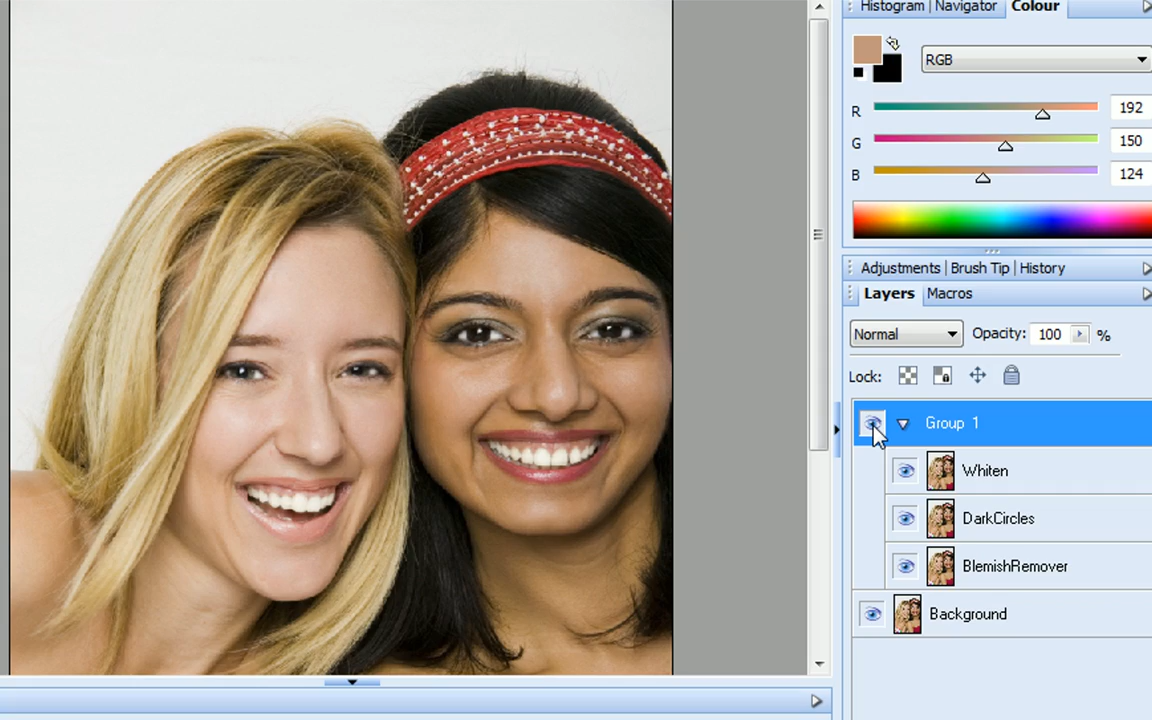 Histogram | Navigator Colour
RGB
R 192
G 150
B 124
Adjustments | Brush Tip | History
Layers Macros
Normal Opacity: 100 %
Lock:
Group 1
Whiten
DarkCircles
BlemishRemover
Background